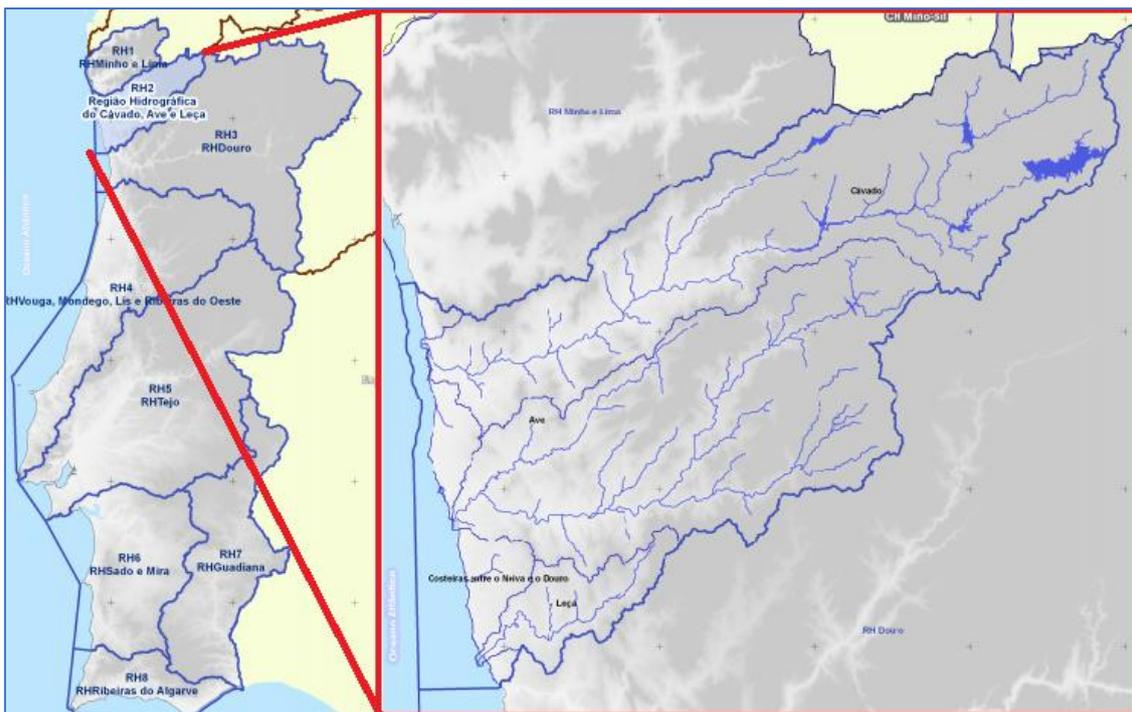 RH1
RHMinho e Lima
RH2
Região Hidrográfica
do Cávado, Ave e Leça
RH3
RHDouro
Oceano Atlântico
RH4
RHVouga, Mondego, Lis e Ribeiras do Oeste
RH5
RHTejo
RH6
RHSado e Mira
RH7
RHGuadiana
RH8
RHRibeiras do Algarve
CH Miño-Sil
RH Minho e Lima
Cávado
Ave
Costeiras entre o Neiva e o Douro
Leça
Oceano Atlântico
RH Douro